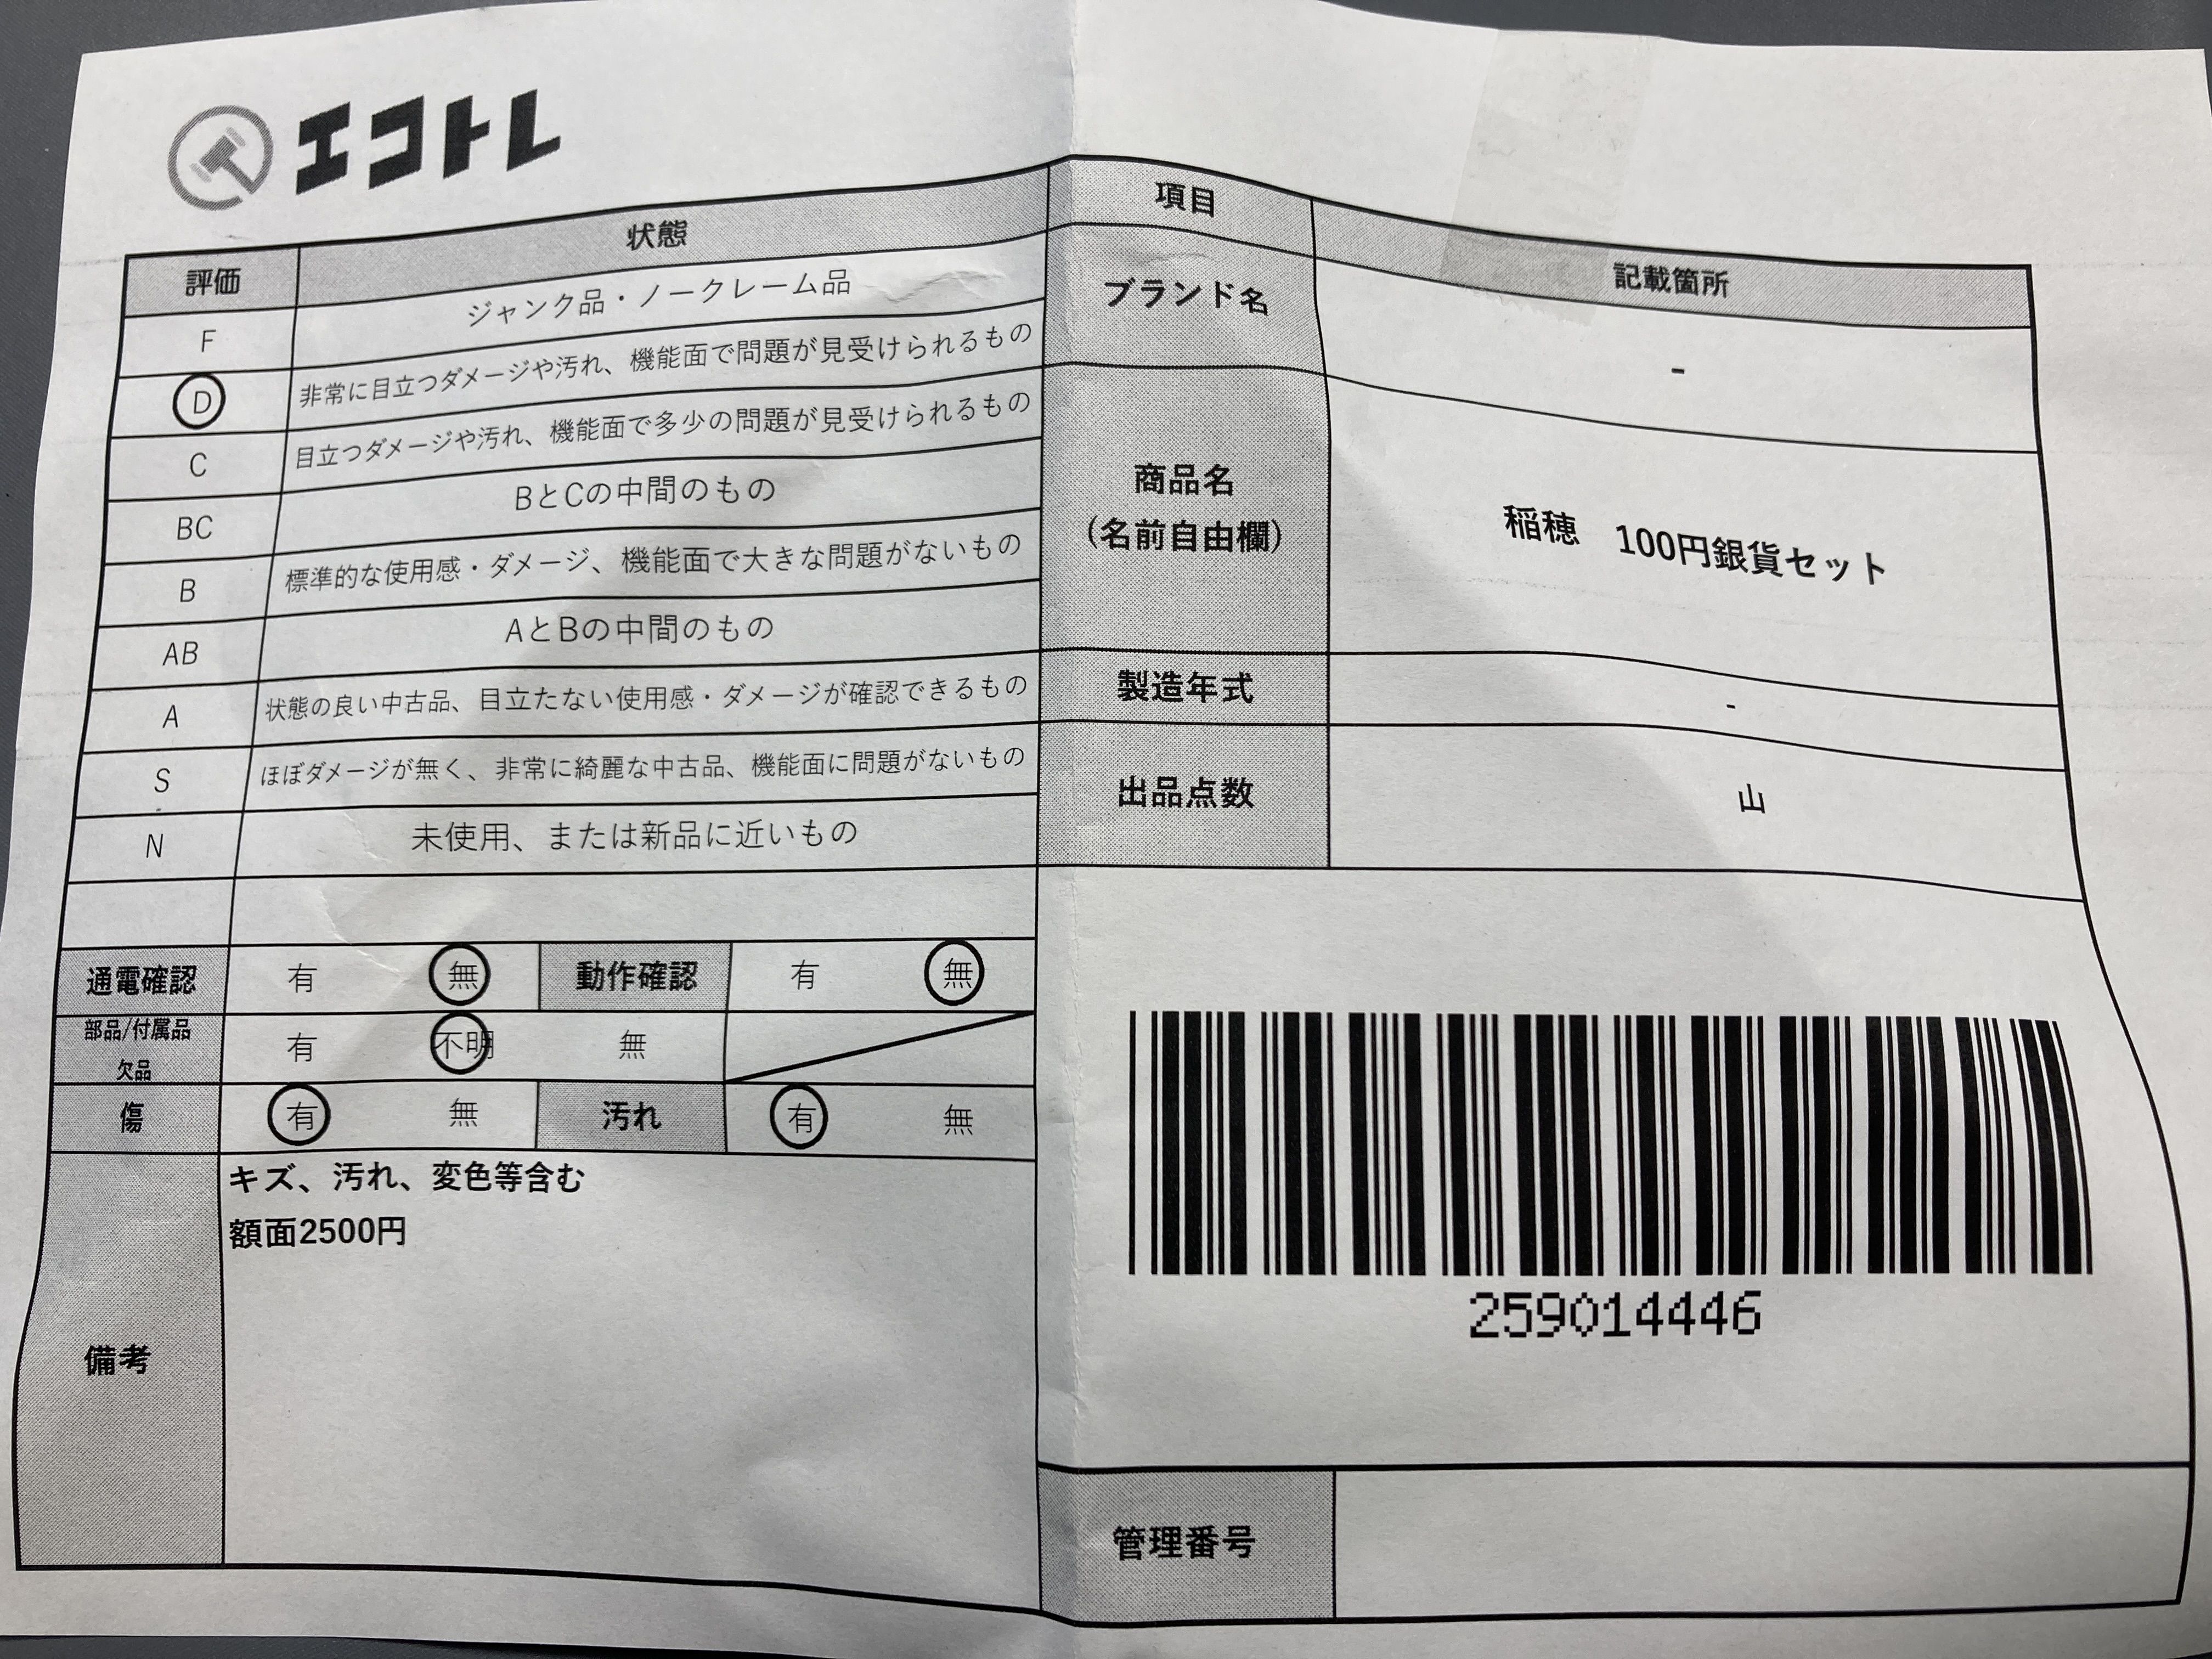 エコトレ
評価 状態
F ジャンク品・ノークレーム品
D 非常に目立つダメージや汚れ、機能面で問題が見受けられるもの
C 目立つダメージや汚れ、機能面で多少の問題が見受けられるもの
BC BとCの中間のもの
B 標準的な使用感・ダメージ、機能面で大きな問題がないもの
AB AとBの中間のもの
A 状態の良い中古品、目立たない使用感・ダメージが確認できるもの
S ほぼダメージが無く、非常に綺麗な中古品、機能面に問題がないもの
N 未使用、または新品に近いもの
通電確認 有 無 動作確認 有 無
部品/付属品
欠品 有 不明 無
傷 有 無 汚れ 有 無
備考
キズ、汚れ、変色等含む
額面2500円
項目 記載箇所
ブランド名 -
商品名
(名前自由欄)
稲穂 100円銀貨セット
製造年式 -
出品点数 山
259014446
管理番号